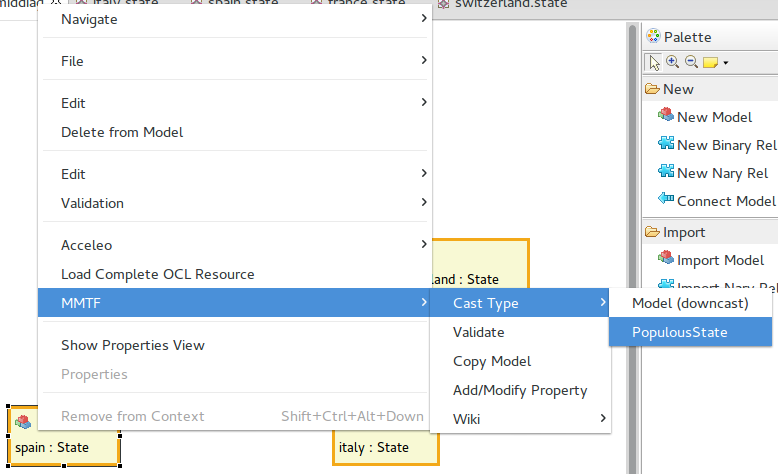 middiag
italy.state
spain.state
france.state
switzerland.state
Navigate
File
Edit
Delete from Model
Edit
Validation
Acceleo
Load Complete OCL Resource
MMTF
Show Properties View
Properties
Remove from Context Shift+Ctrl+Alt+Down
Cast Type
Validate
Copy Model
Add/Modify Property
Wiki
Model (downcast)
PopulousState
land : State
spain : State
italy : State
Palette
New
New Model
New Binary Rel
New Nary Rel
Connect Model
Import
Import Model
Import Nary Rel